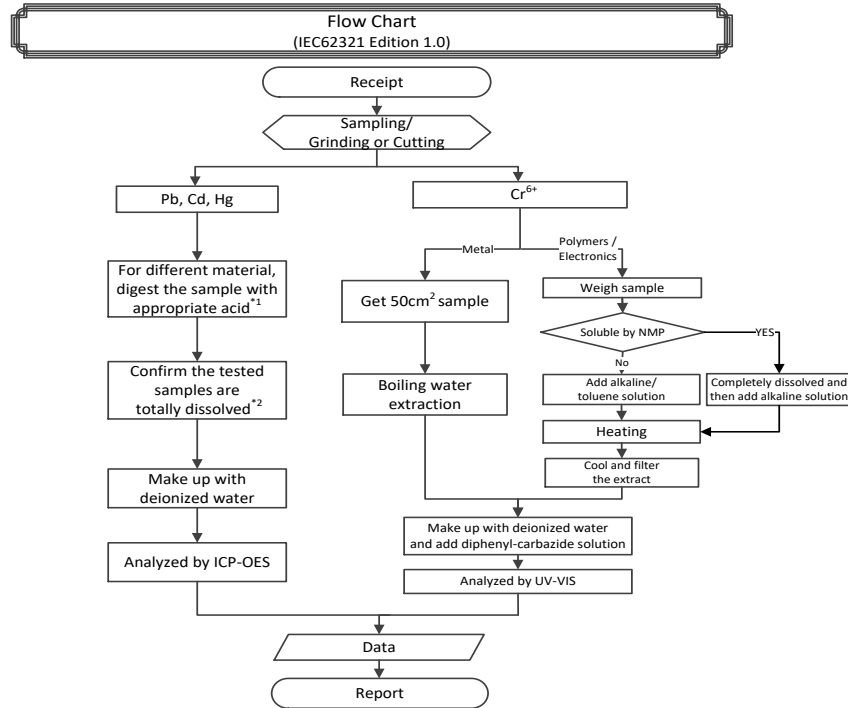 Flow Chart
(IEC62321 Edition 1.0)
Receipt
Sampling/
Grinding or Cutting
Pb, Cd, Hg
For different material,
digest the sample with
appropriate acid*1
Confirm the tested
samples are
totally dissolved*2
Make up with
deionized water
Analyzed by ICP-OES
Cr6+
Metal
Get 50cm2 sample
Boiling water
extraction
Polymers /
Electronics
Weigh sample
Soluble by NMP
YES
No
Add alkaline/
toluene solution
Completely dissolved and
then add alkaline solution
Heating
Cool and filter
the extract
Make up with deionized water
and add diphenyl-carbazide solution
Analyzed by UV-VIS
Data
Report